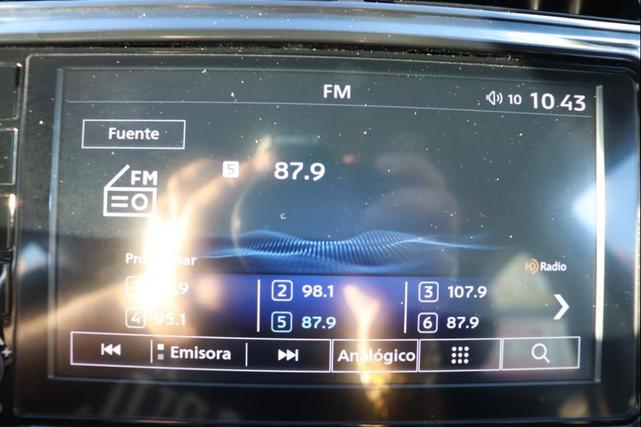 FM
10 10.43
Fuente
FM
5 87.9
HD Radio
2 98.1 3 107.9
4 95.1 5 87.9 6 87.9
Emisora Analógico